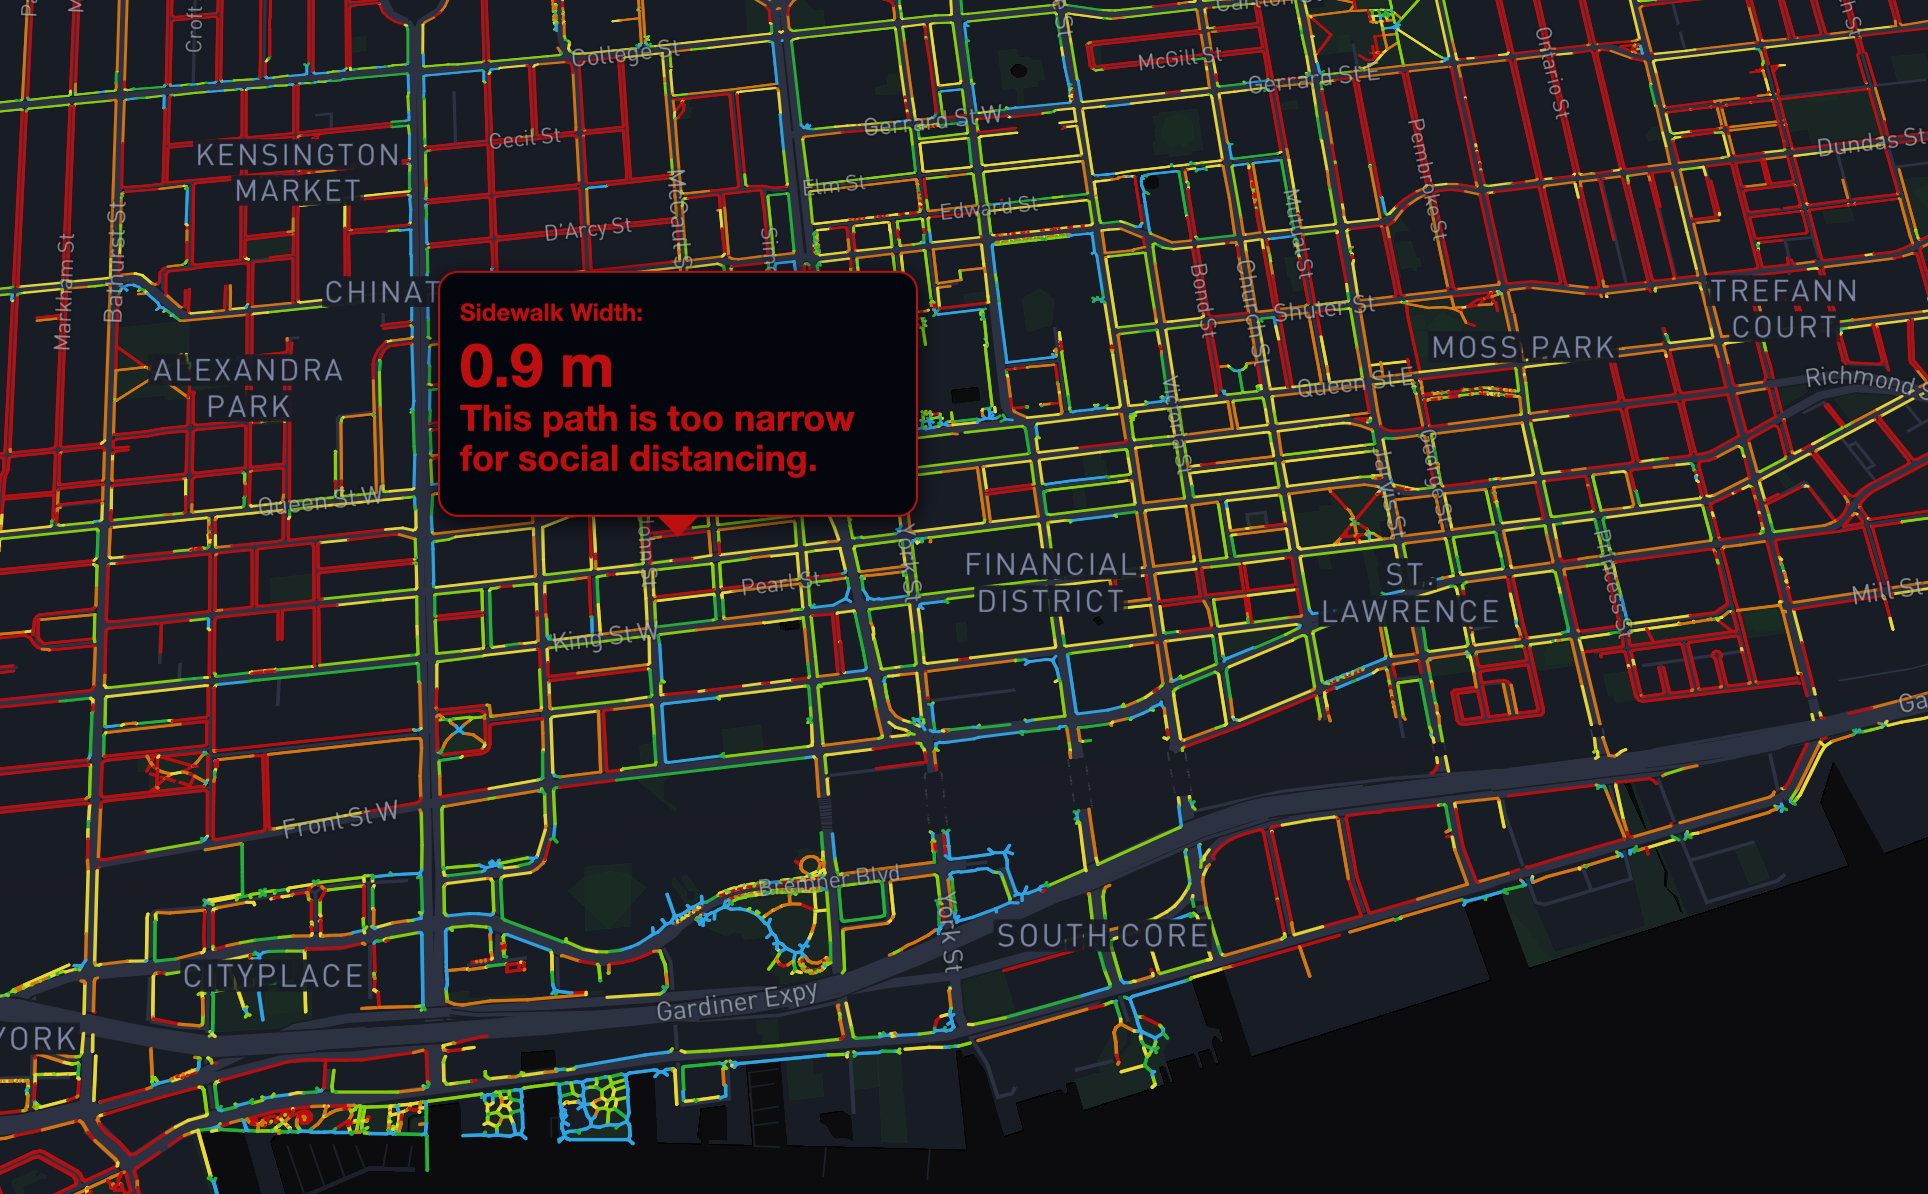 Carlton St
College St
McGill St
Gerrard St E
Ontario St
Gerrard St W
Cecil St
Dundas St
KENSINGTON
MARKET
Elm St
McCaul St
Pembroke St
Edward St
Mutual St
D'Arcy St
Markham St
Bathurst St
Bond St
Church St
CHINAT
TREFANN
COURT
Shuter St
Sidewalk Width:
0.9 m
This path is too narrow
for social distancing.
MOSS PARK
ALEXANDRA
PARK
Queen St E
Richmond S
Victoria St
George St
Jarvis St
Queen St W
John St
York St
FINANCIAL
DISTRICT
Pearl St
ST.
LAWRENCE
Princess St
Mill St
King St W
Front St W
Bremner Blvd
York St
SOUTH CORE
CITYPLACE
Gardiner Expy
YORK
Ga